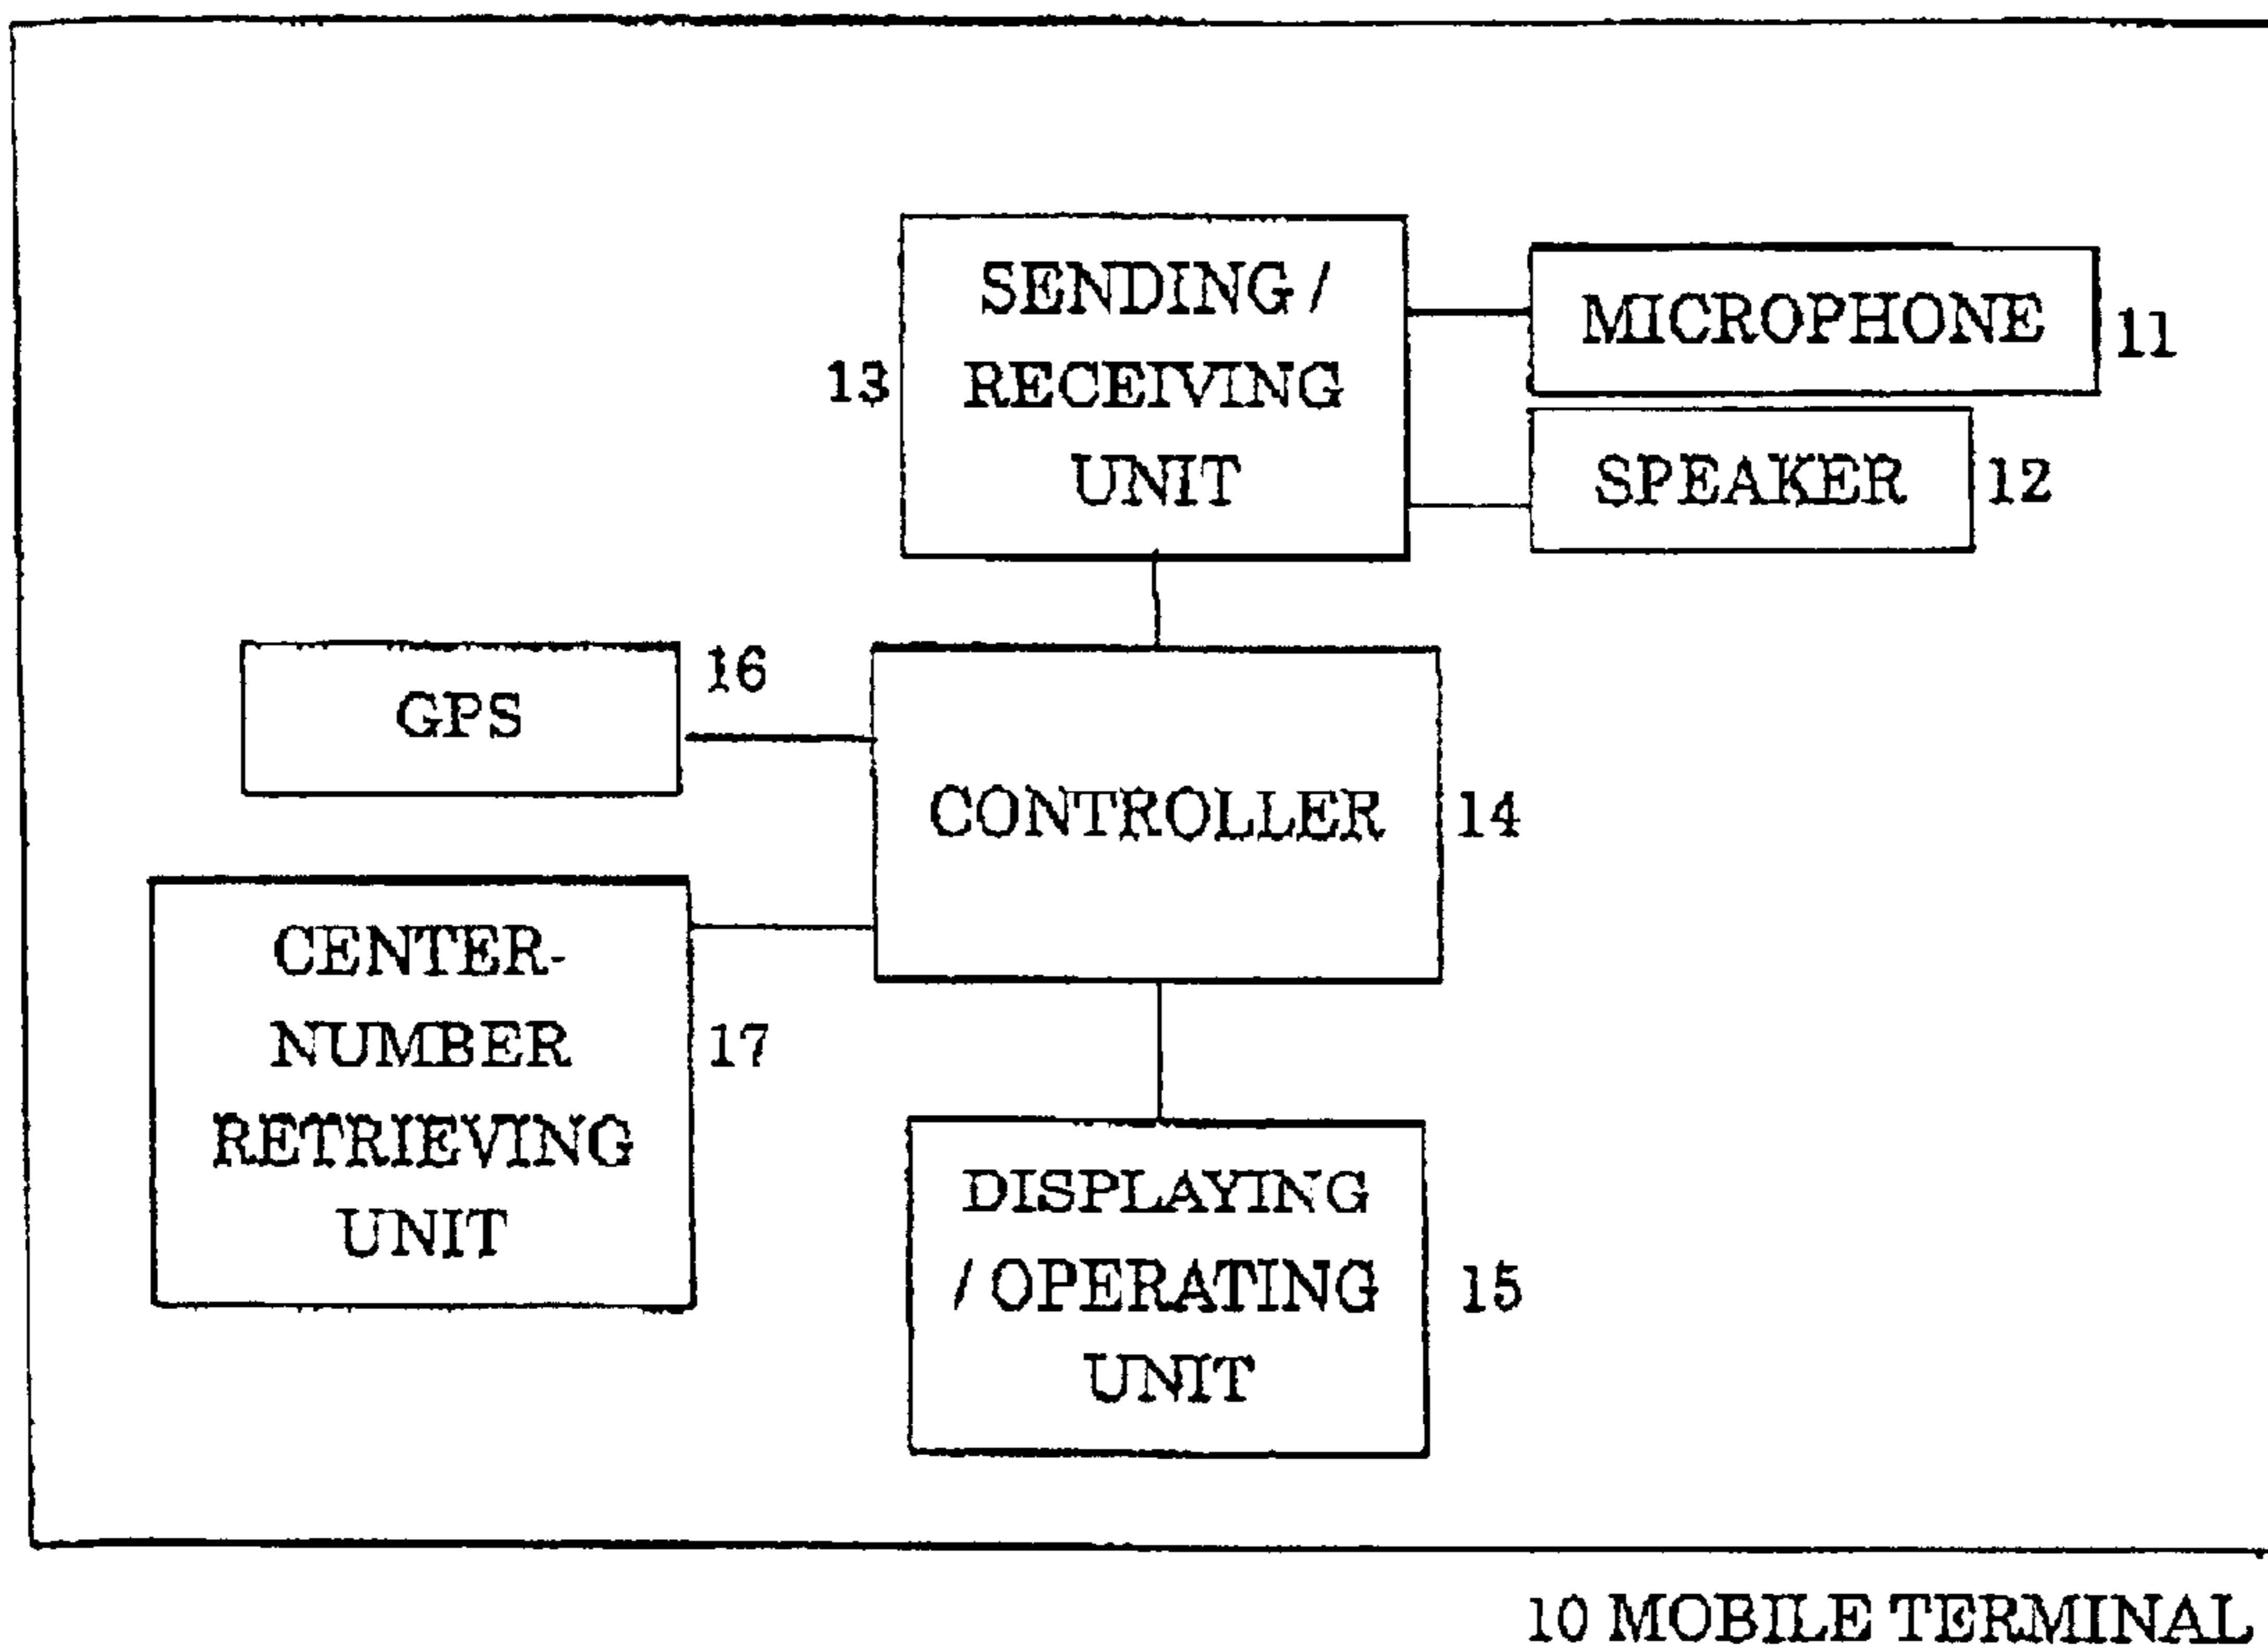 SENDING /
RECEIVING
UNIT
13
MICROPHONE
11
SPEAKER
12
GPS
16
CONTROLLER
14
CENTER-
NUMBER
RETRIEVING
UNIT
17
DISPLAYING
/ OPERATING
UNIT
15
10 MOBILE TERMINAL